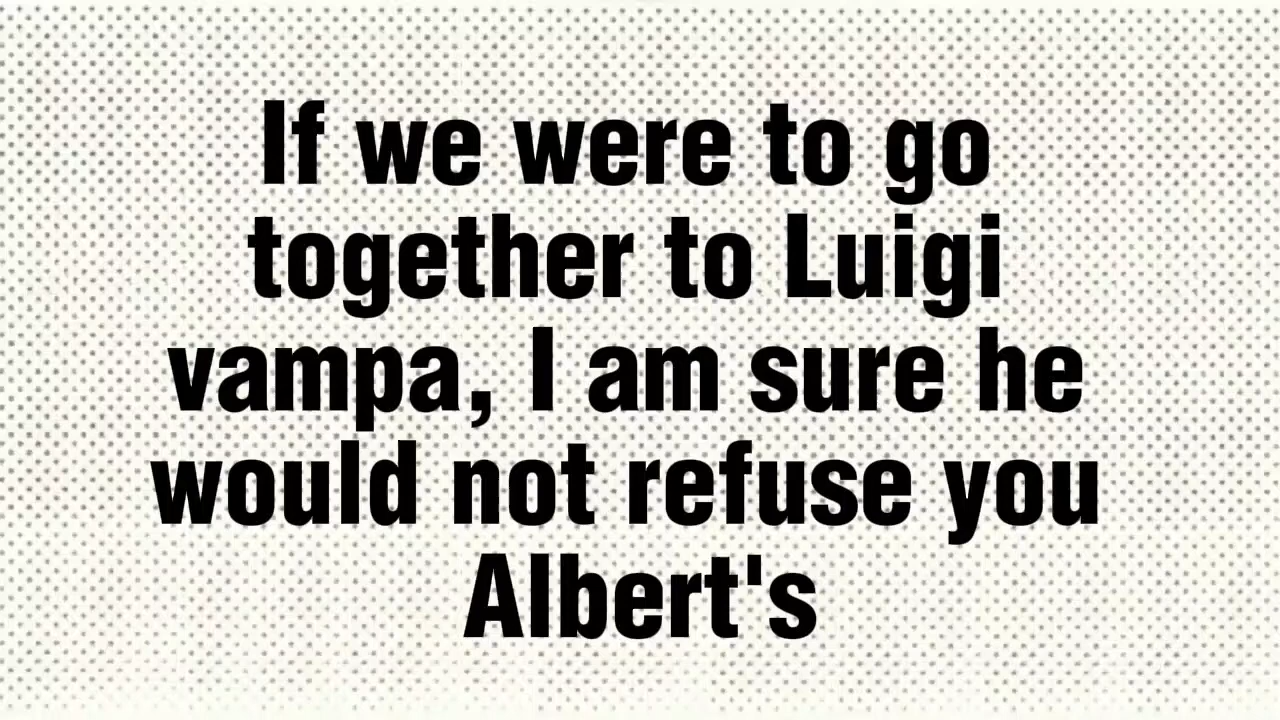 If we were to go
together to Luigi
vampa, I am sure he
would not refuse you
Albert's